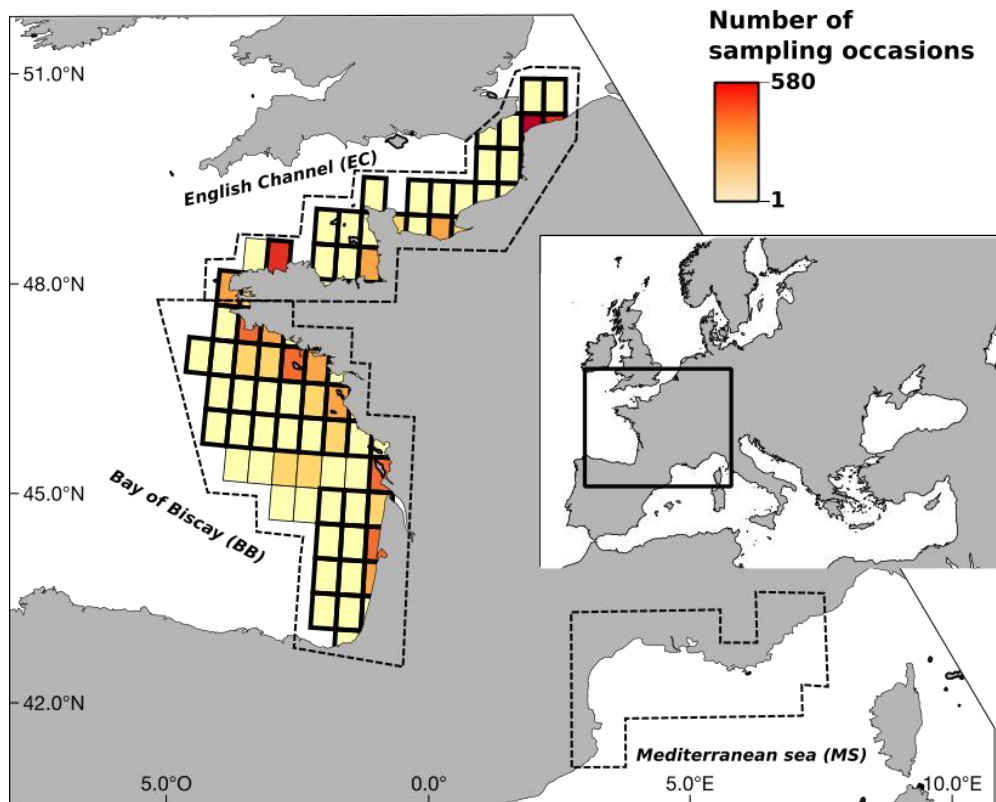 Number of
sampling occasions
580
1
51.0°N
English Channel (EC)
48.0°N
45.0°N
Bay of Biscay (BB)
42.0°N
Mediterranean sea (MS)
5.0°O
0.0°
5.0°E
10.0°E